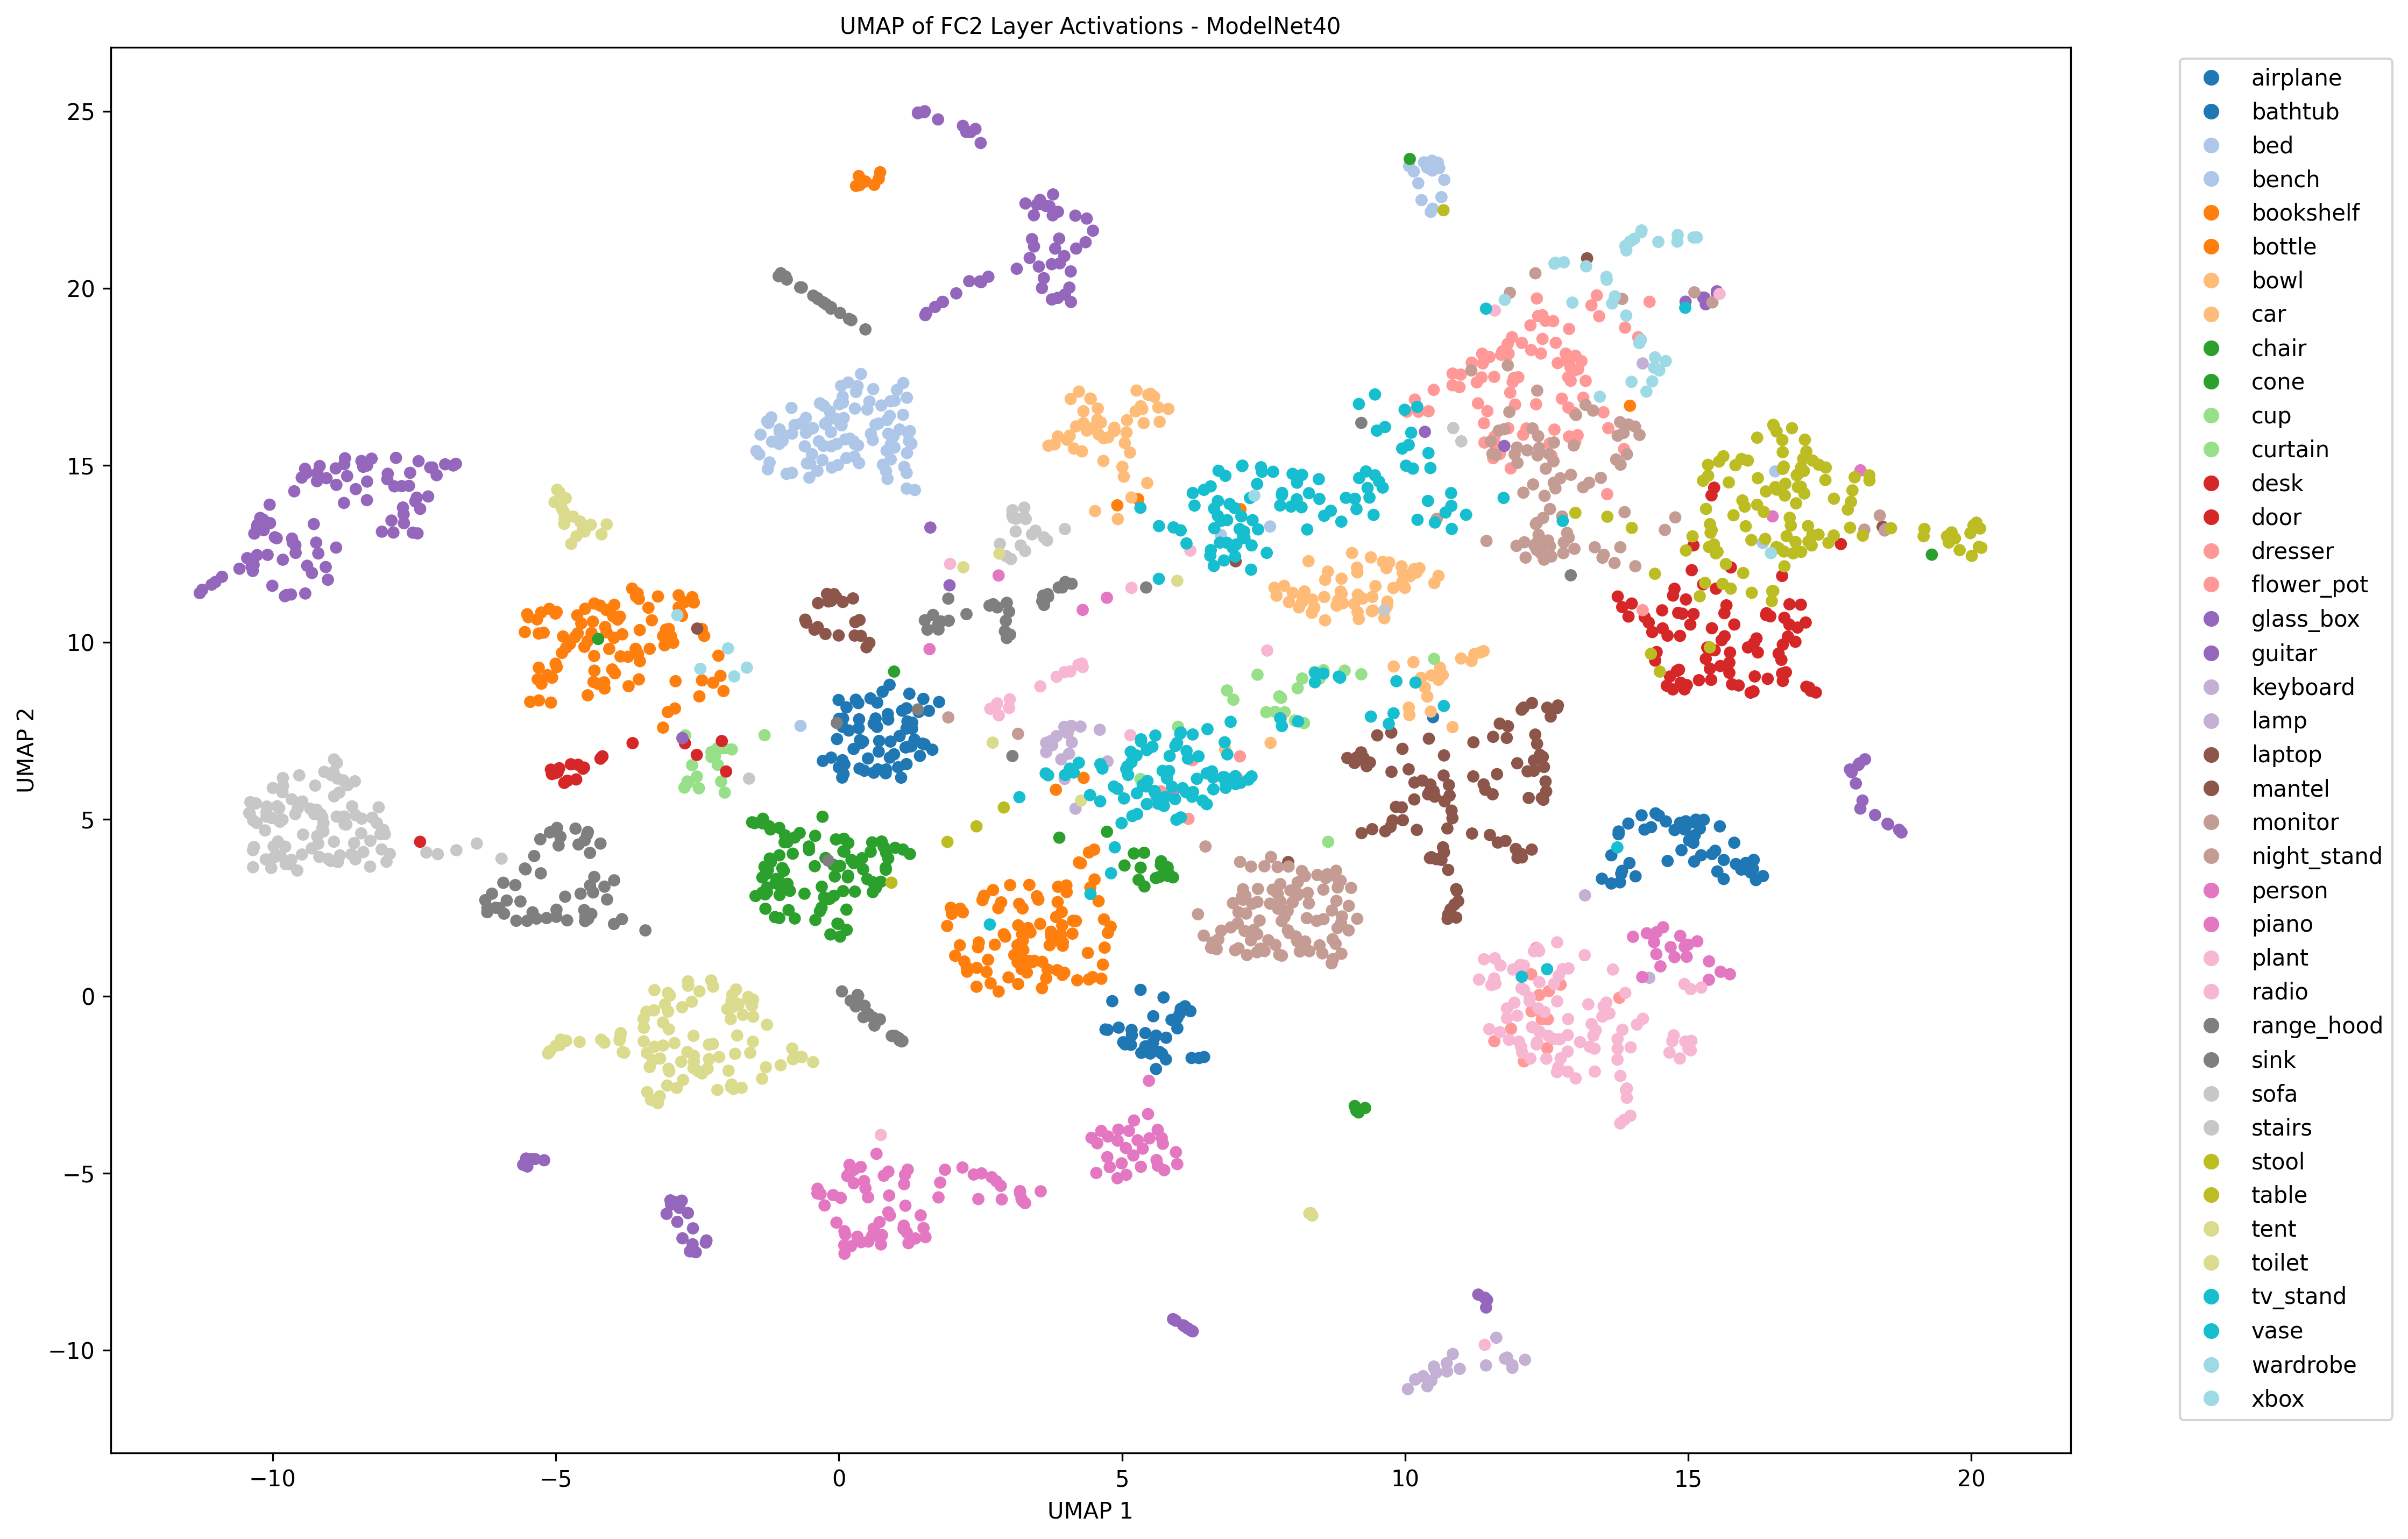 UMAP of FC2 Layer Activations - ModelNet40
25
20
15
10
5
0
−5
−10
UMAP 2
−10 −5 0 5 10 15 20
UMAP 1
airplane
bathtub
bed
bench
bookshelf
bottle
bowl
car
chair
cone
cup
curtain
desk
door
dresser
flower_pot
glass_box
guitar
keyboard
lamp
laptop
mantel
monitor
night_stand
person
piano
plant
radio
range_hood
sink
sofa
stairs
stool
table
tent
toilet
tv_stand
vase
wardrobe
xbox